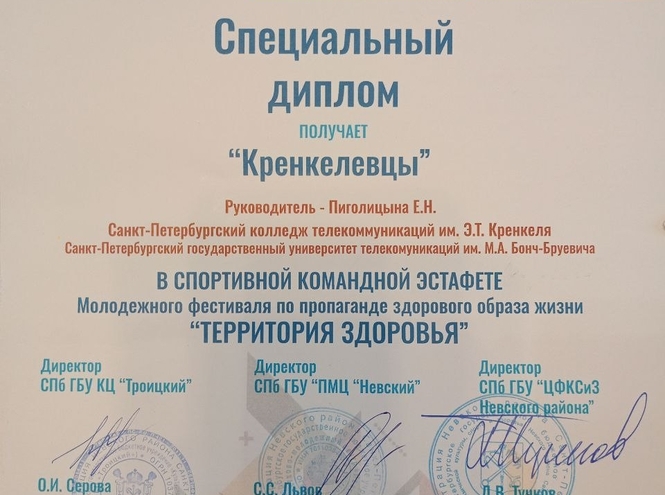 Специальный
диплом
ПОЛУЧАЕТ
“Кренкелевцы”
Руководитель - Пиголицына Е.Н.
Санкт-Петербургский колледж телекоммуникаций им. Э.Т. Кренкеля
Санкт-Петербургский государственный университет телекомуникаций им. М.А. Бонч-Бруевича
В СПОРТИВНОЙ КОМАНДНОЙ ЭСТАФЕТЕ
Молодежного фестиваля по пропаганде здорового образа жизни
“ТЕРРИТОРИЯ ЗДОРОВЬЯ”
Директор
СПб ГБУ КЦ “Троицкий”
Директор
СПб ГБУ “ПМЦ “Невский”
Директор
СПб ГБУ “ЦФКСиЗ
Невского района”
О.И. Серова
С.С. Львов